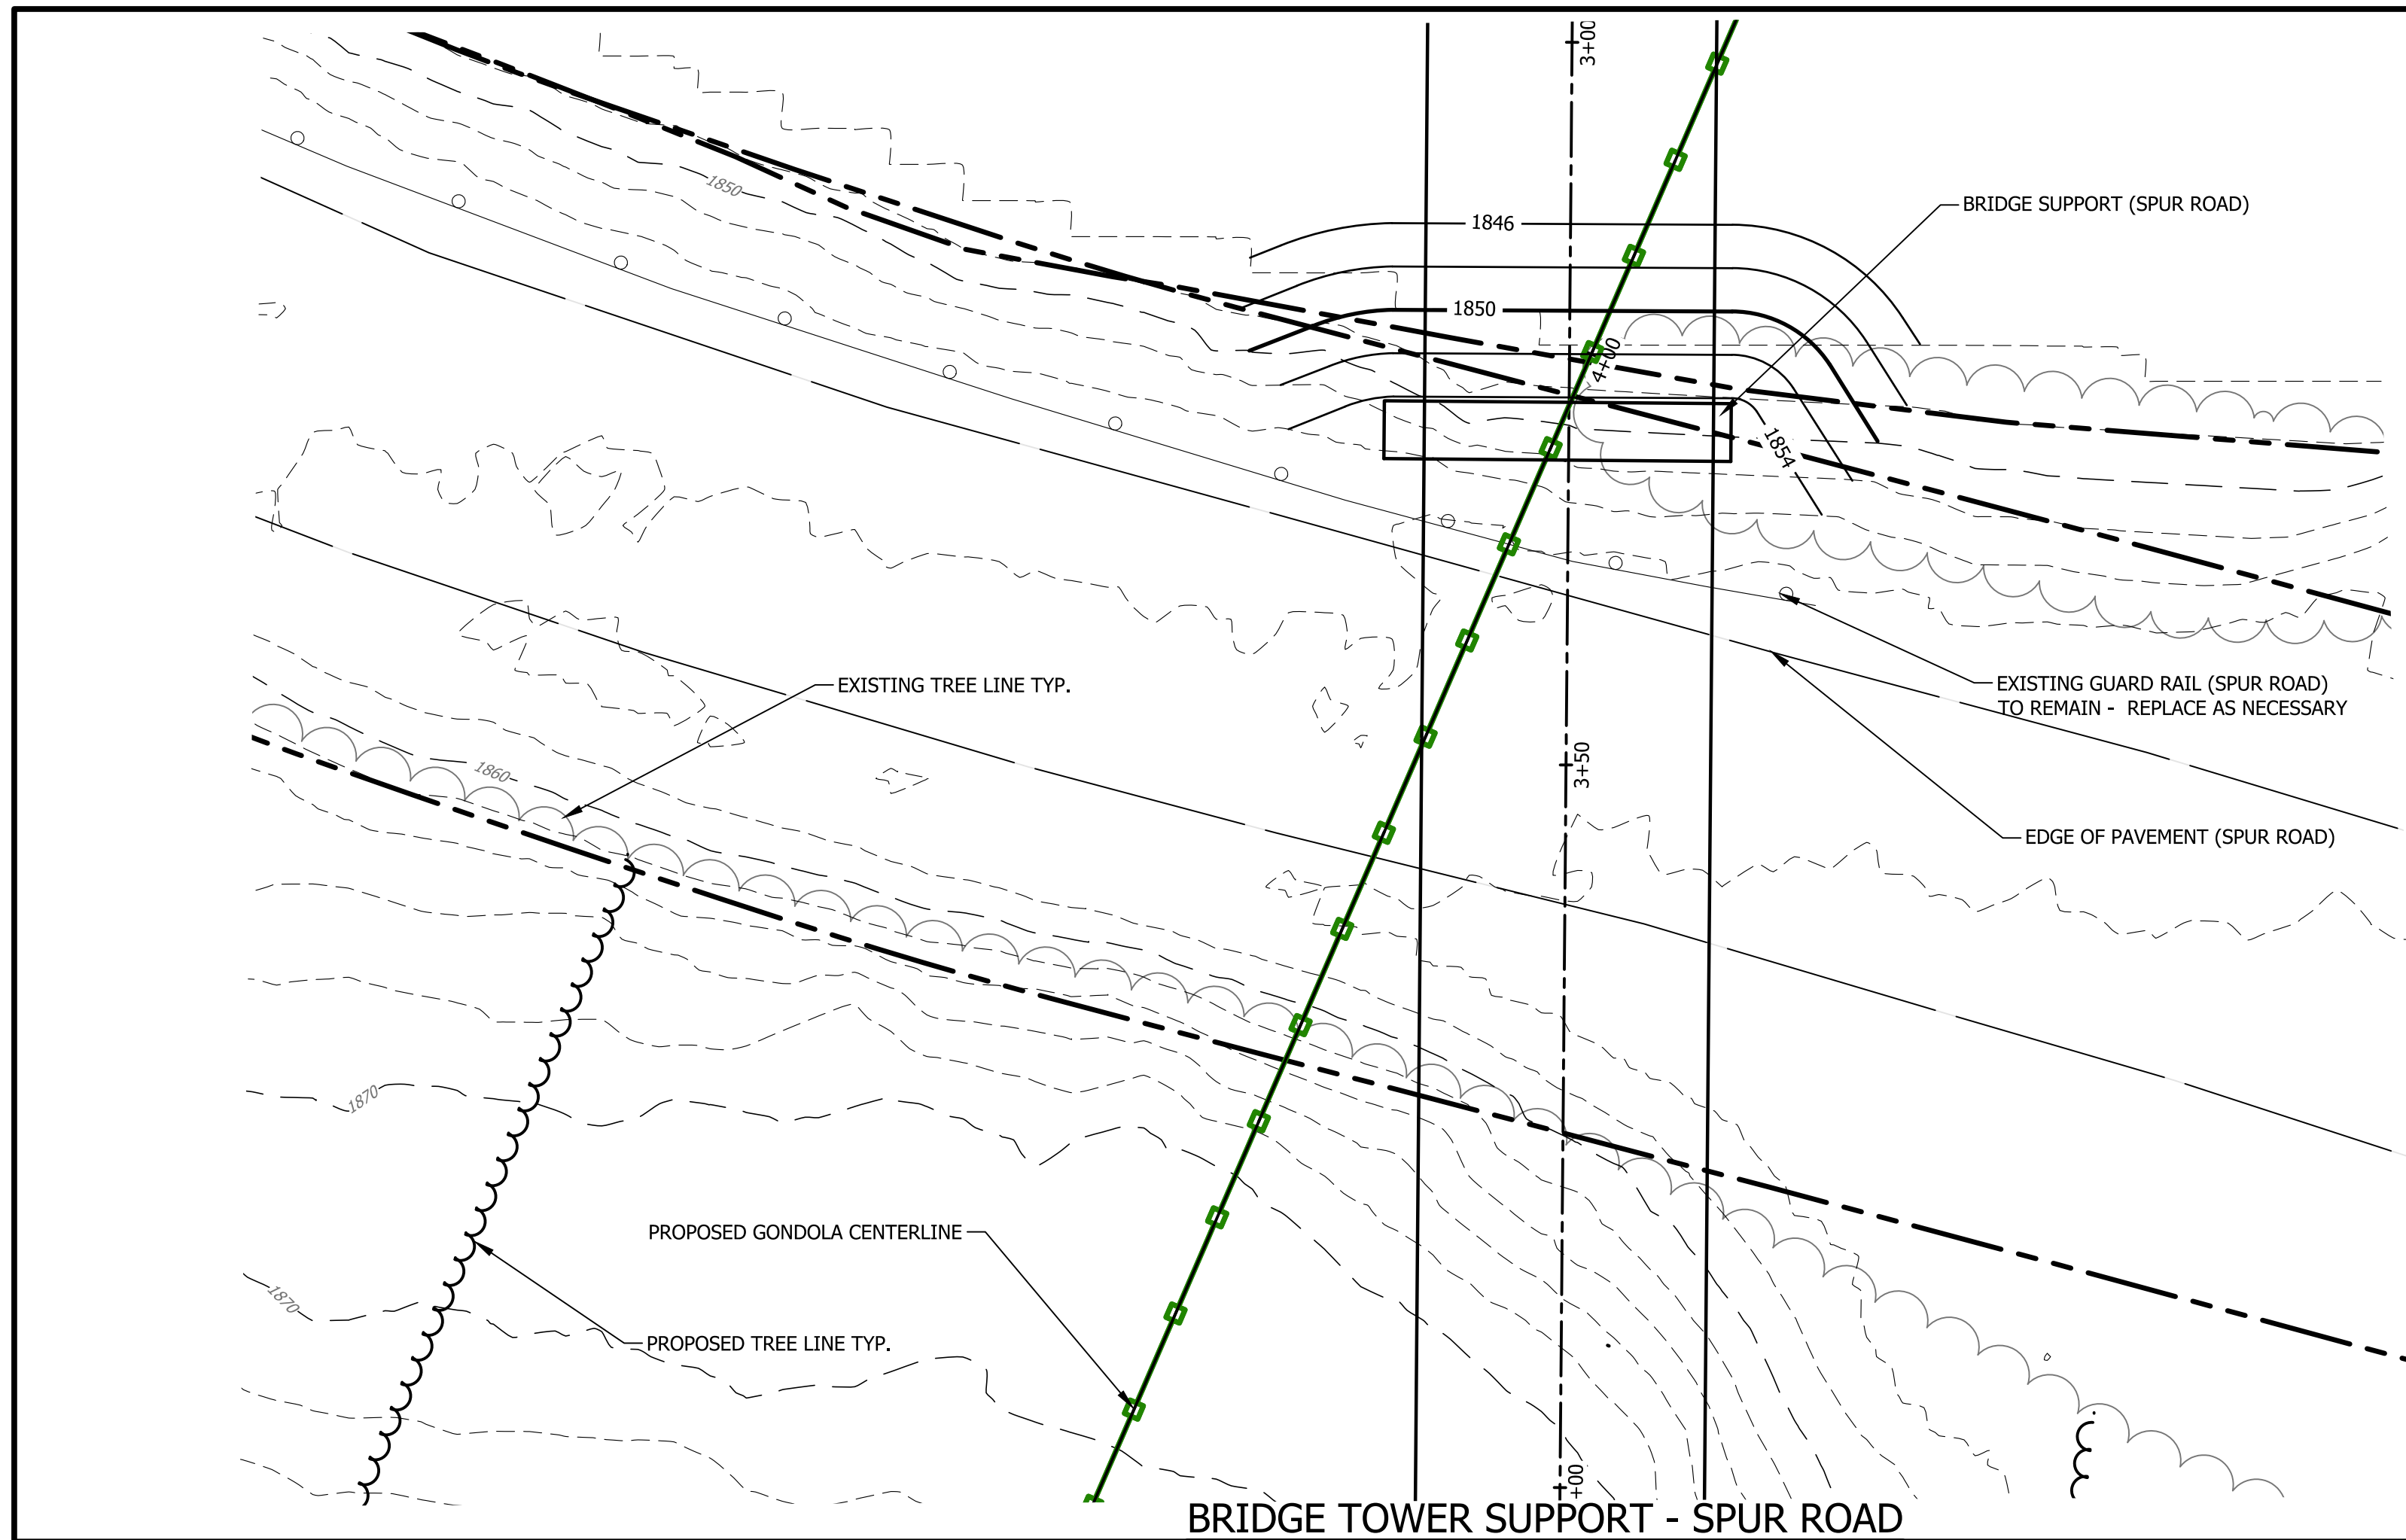 3+00
1850
BRIDGE SUPPORT (SPUR ROAD)
1846
1850
4+00
1854
EXISTING TREE LINE TYP.
EXISTING GUARD RAIL (SPUR ROAD)
TO REMAIN - REPLACE AS NECESSARY
1860
3+50
EDGE OF PAVEMENT (SPUR ROAD)
1870
PROPOSED GONDOLA CENTERLINE
1870
PROPOSED TREE LINE TYP.
+00
BRIDGE TOWER SUPPORT - SPUR ROAD